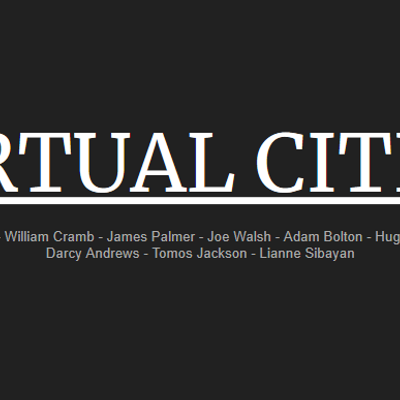 RTUAL CIT
- William Cramb - James Palmer - Joe Walsh - Adam Bolton - Hug
Darcy Andrews - Tomos Jackson - Lianne Sibayan